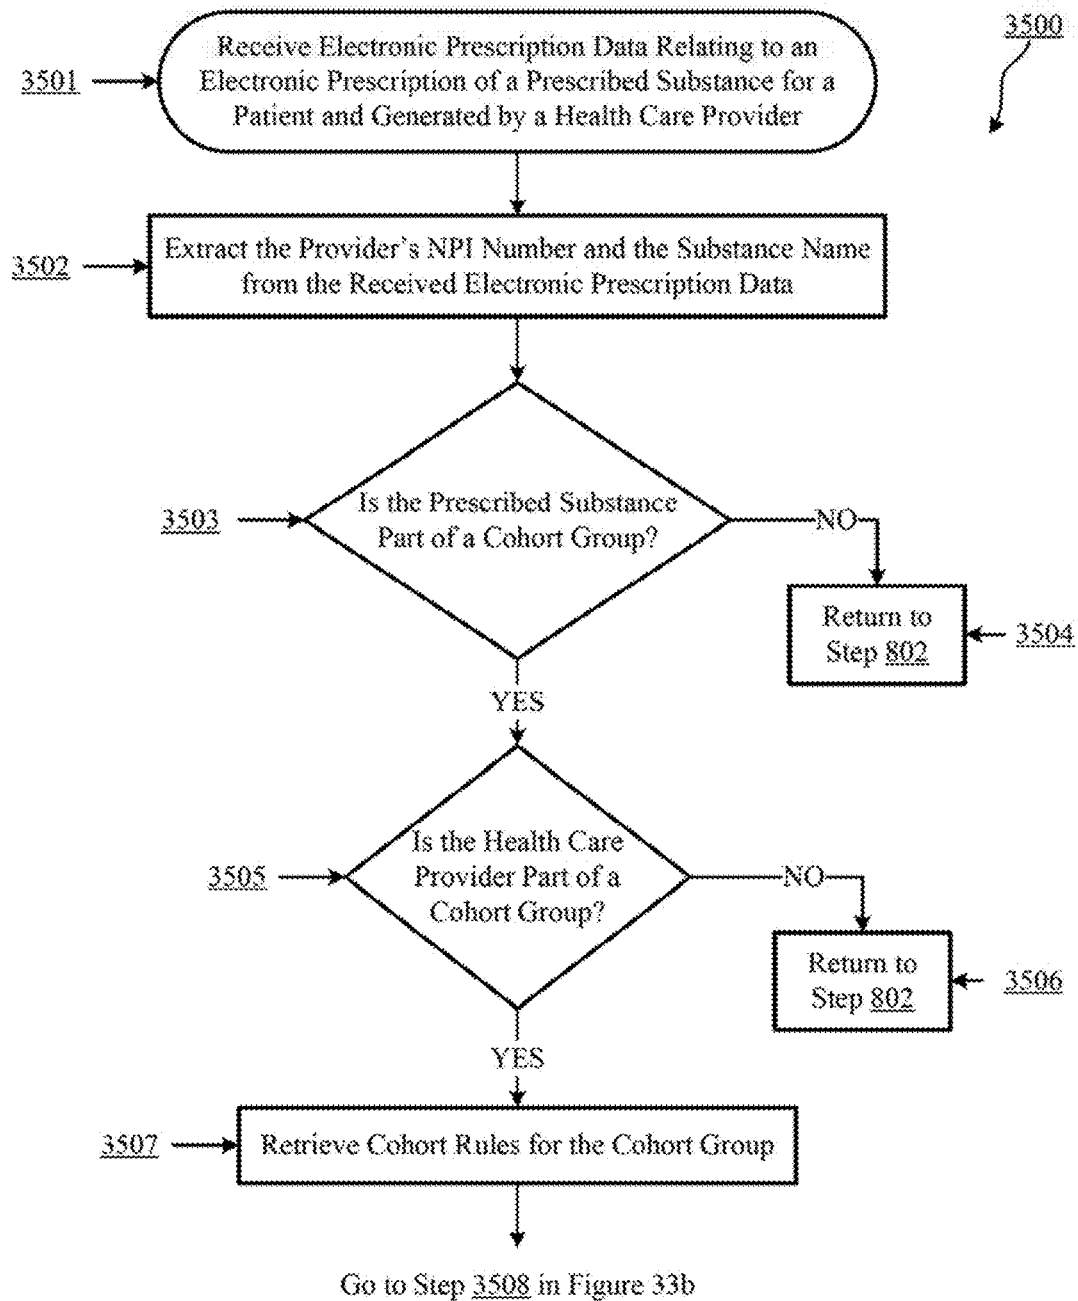 3500
3501
Receive Electronic Prescription Data Relating to an
Electronic Prescription of a Prescribed Substance for a
Patient and Generated by a Health Care Provider
3502
Extract the Provider's NPI Number and the Substance Name
from the Received Electronic Prescription Data
3503
Is the Prescribed Substance
Part of a Cohort Group?
NO
Return to
Step 802
3504
YES
3505
Is the Health Care
Provider Part of a
Cohort Group?
NO
Return to
Step 802
3506
YES
3507
Retrieve Cohort Rules for the Cohort Group
Go to Step 3508 in Figure 33b